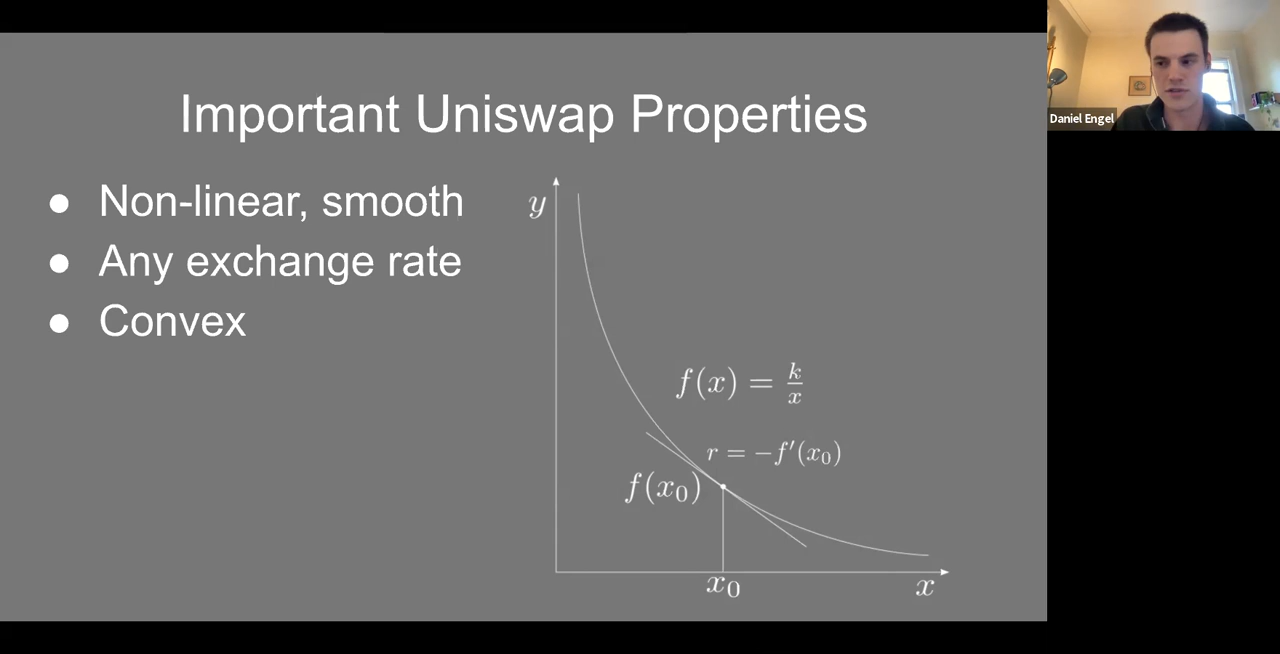 Important Uniswap Properties
● Non-linear, smooth
● Any exchange rate
● Convex
y
f(x) = k/x
r = −f′(x₀)
f(x₀)
x₀
x
Daniel Engel